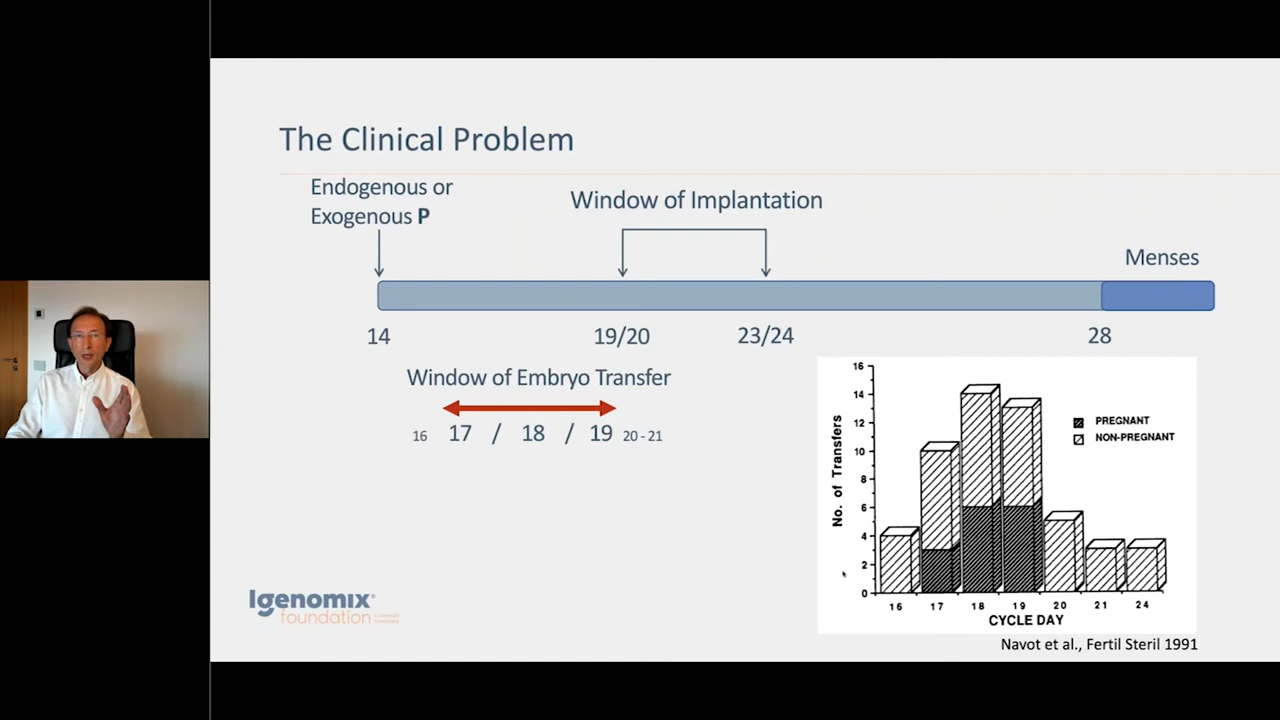 The Clinical Problem
Endogenous or
Exogenous P
Window of Implantation
Menses
14
19/20
23/24
28
Window of Embryo Transfer
16 17 / 18 / 19 20 - 21
16
14
12
10
8
6
4
2
0
No. of Transfers
PREGNANT
NON-PREGNANT
16 17 18 19 20 21 24
CYCLE DAY
Navot et al., Fertil Steril 1991
Igenomix®
foundation